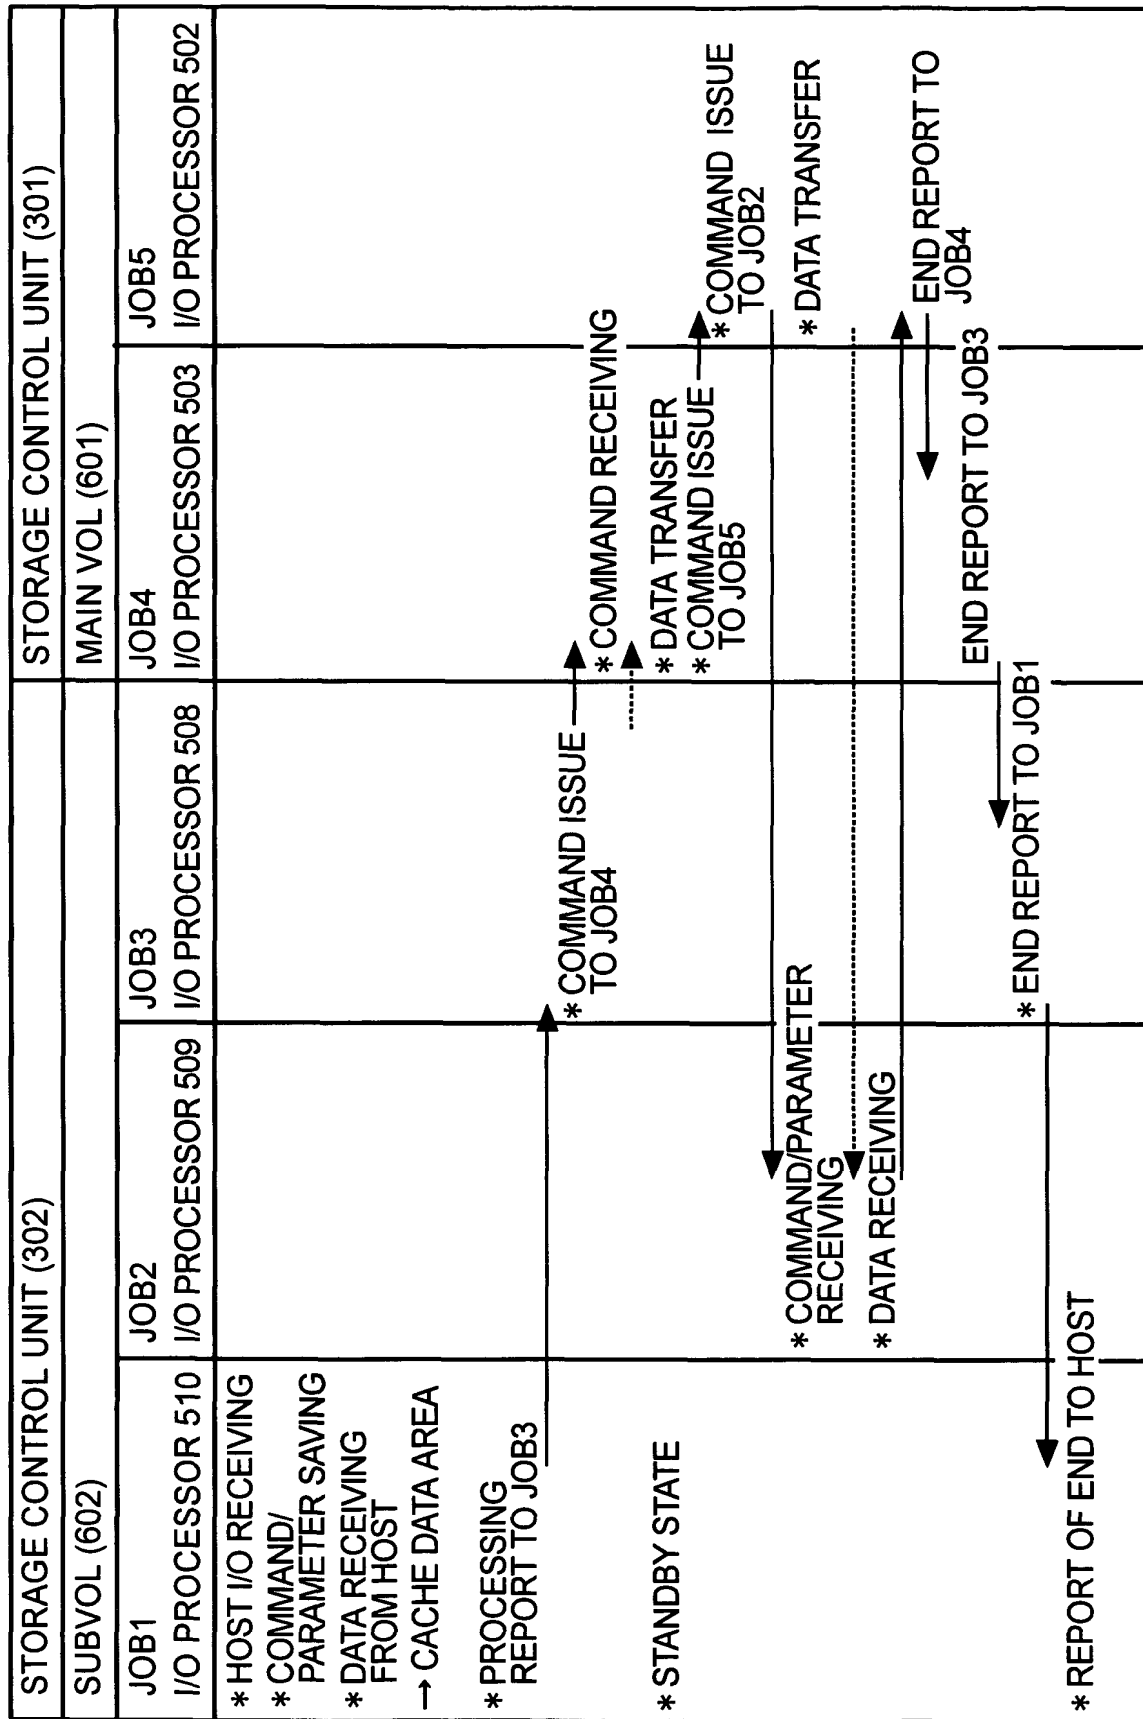 STORAGE CONTROL UNIT (302)
STORAGE CONTROL UNIT (301)
SUBVOL (602)
MAIN VOL (601)
JOB1
I/O PROCESSOR 510
JOB2
I/O PROCESSOR 509
JOB3
I/O PROCESSOR 508
JOB4
I/O PROCESSOR 503
JOB5
I/O PROCESSOR 502
* HOST I/O RECEIVING
* COMMAND/
PARAMETER SAVING
* DATA RECEIVING
FROM HOST
→ CACHE DATA AREA
* PROCESSING
REPORT TO JOB3
* COMMAND ISSUE
TO JOB4
* COMMAND RECEIVING
* STANDBY STATE
* DATA TRANSFER
* COMMAND ISSUE
TO JOB5
* COMMAND ISSUE
TO JOB2
* COMMAND/PARAMETER
RECEIVING
* DATA TRANSFER
* DATA RECEIVING
END REPORT TO
JOB4
END REPORT TO JOB3
* END REPORT TO JOB1
* REPORT OF END TO HOST